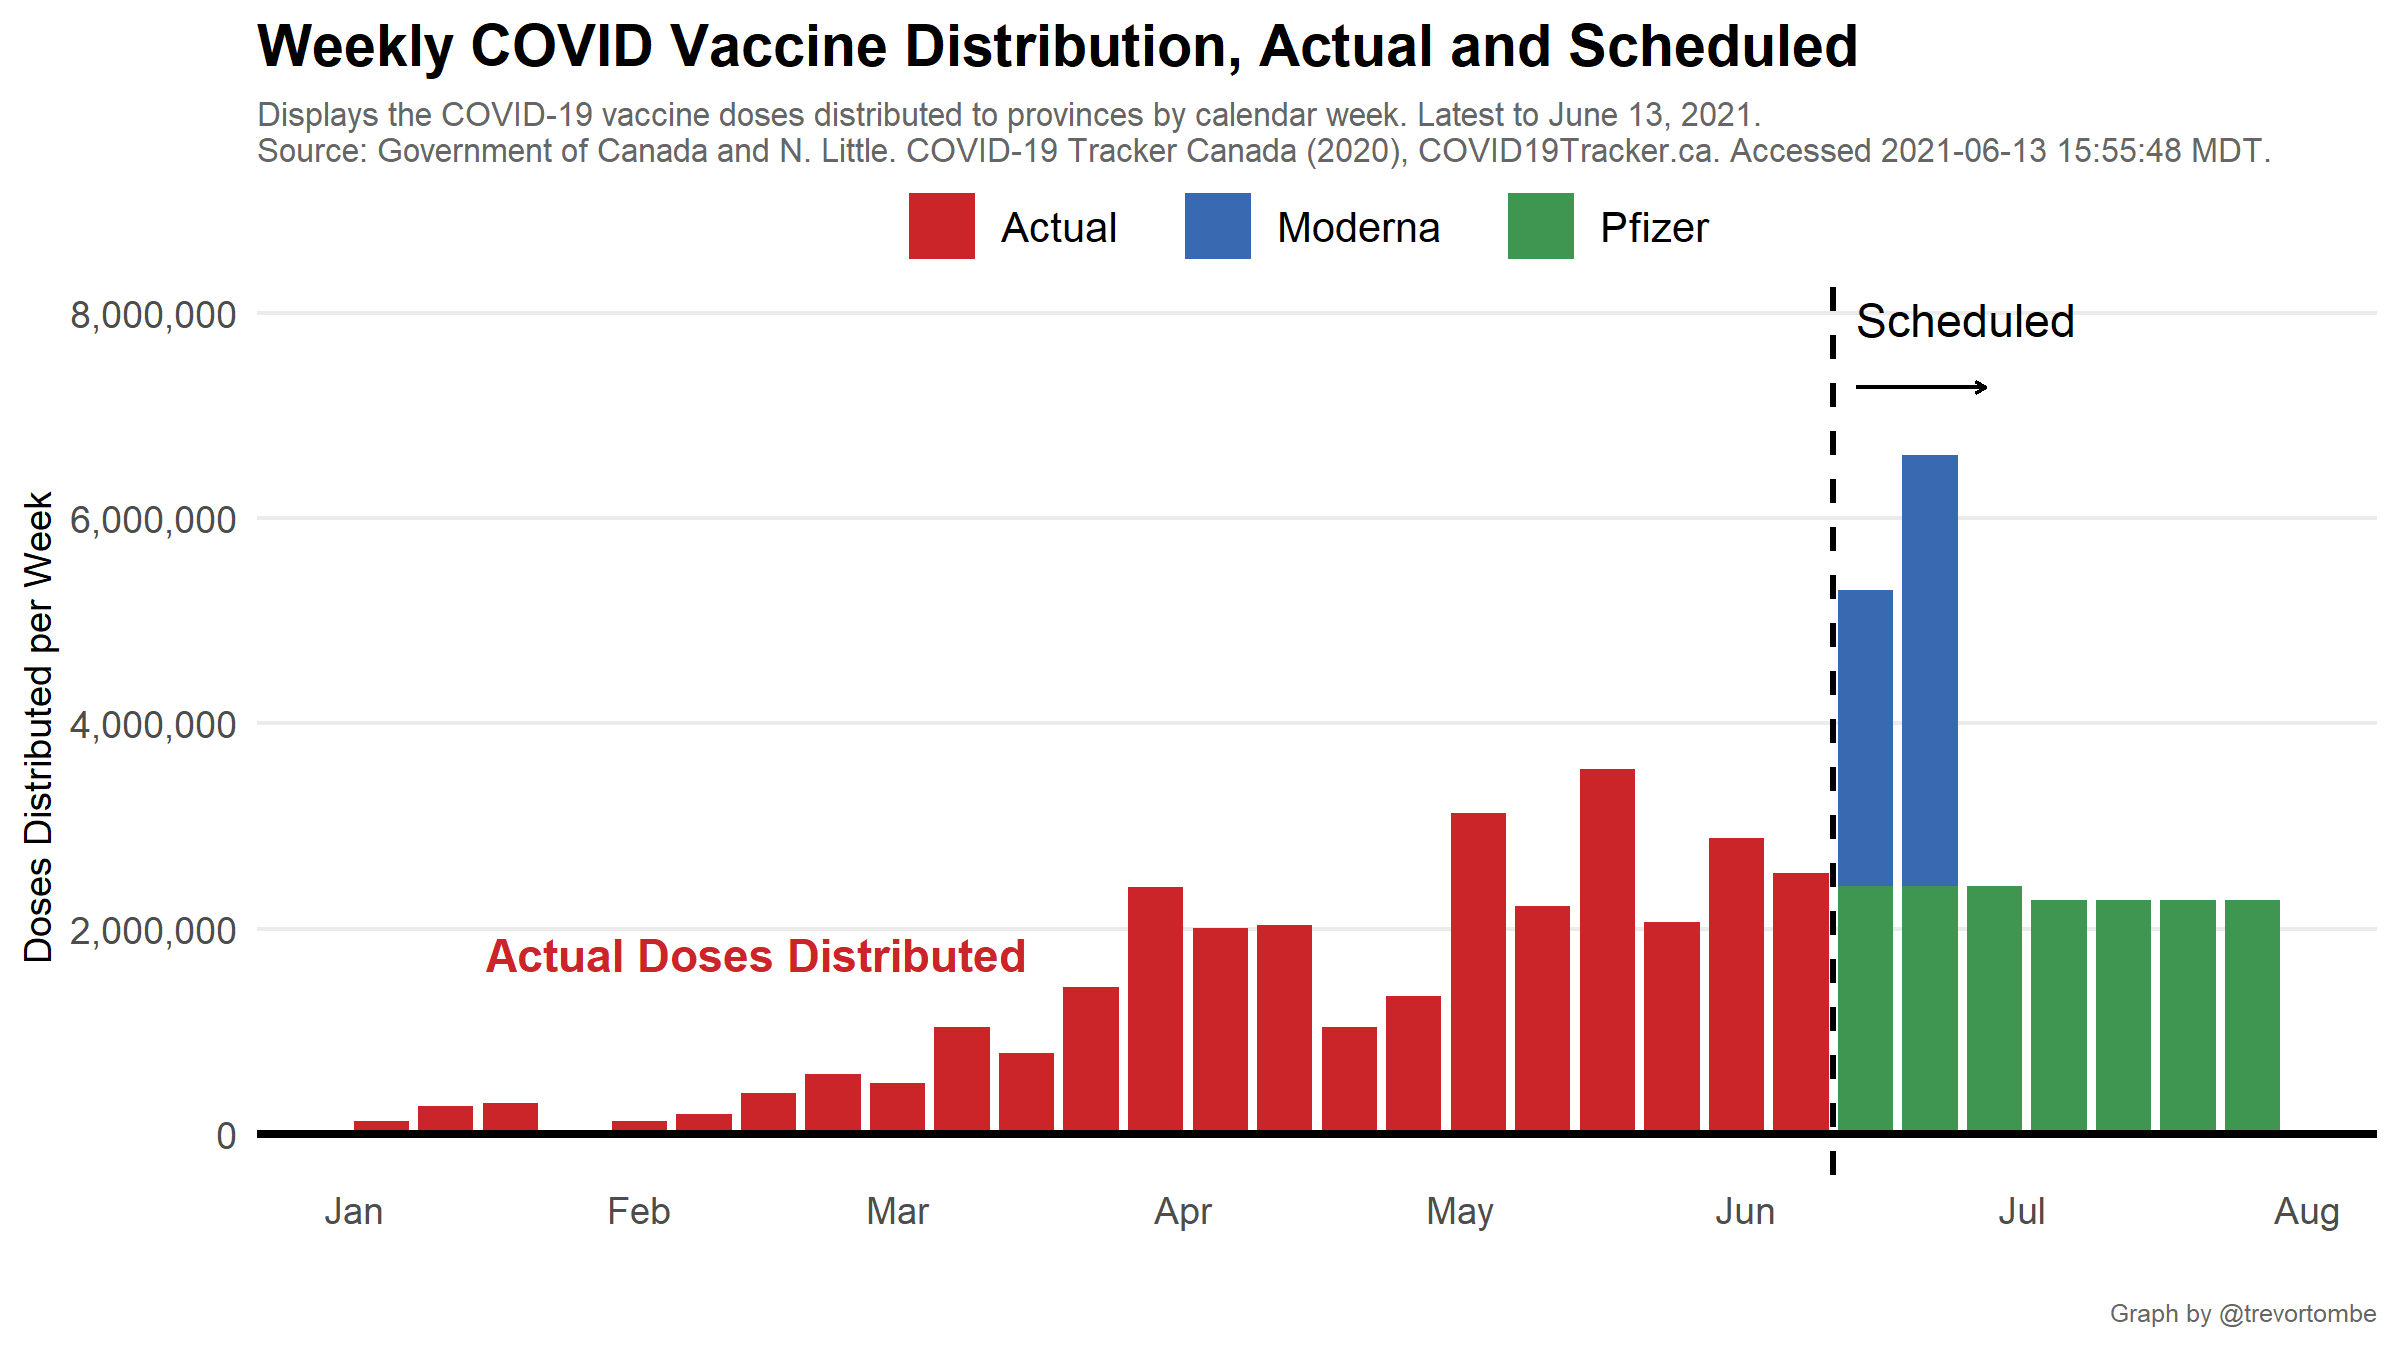 Weekly COVID Vaccine Distribution, Actual and Scheduled
Displays the COVID-19 vaccine doses distributed to provinces by calendar week. Latest to June 13, 2021.
Source: Government of Canada and N. Little. COVID-19 Tracker Canada (2020), COVID19Tracker.ca. Accessed 2021-06-13 15:55:48 MDT.
Actual Moderna Pfizer
Doses Distributed per Week
8,000,000
6,000,000
4,000,000
2,000,000
0
Scheduled
Actual Doses Distributed
Jan Feb Mar Apr May Jun Jul Aug
Graph by @trevortombe